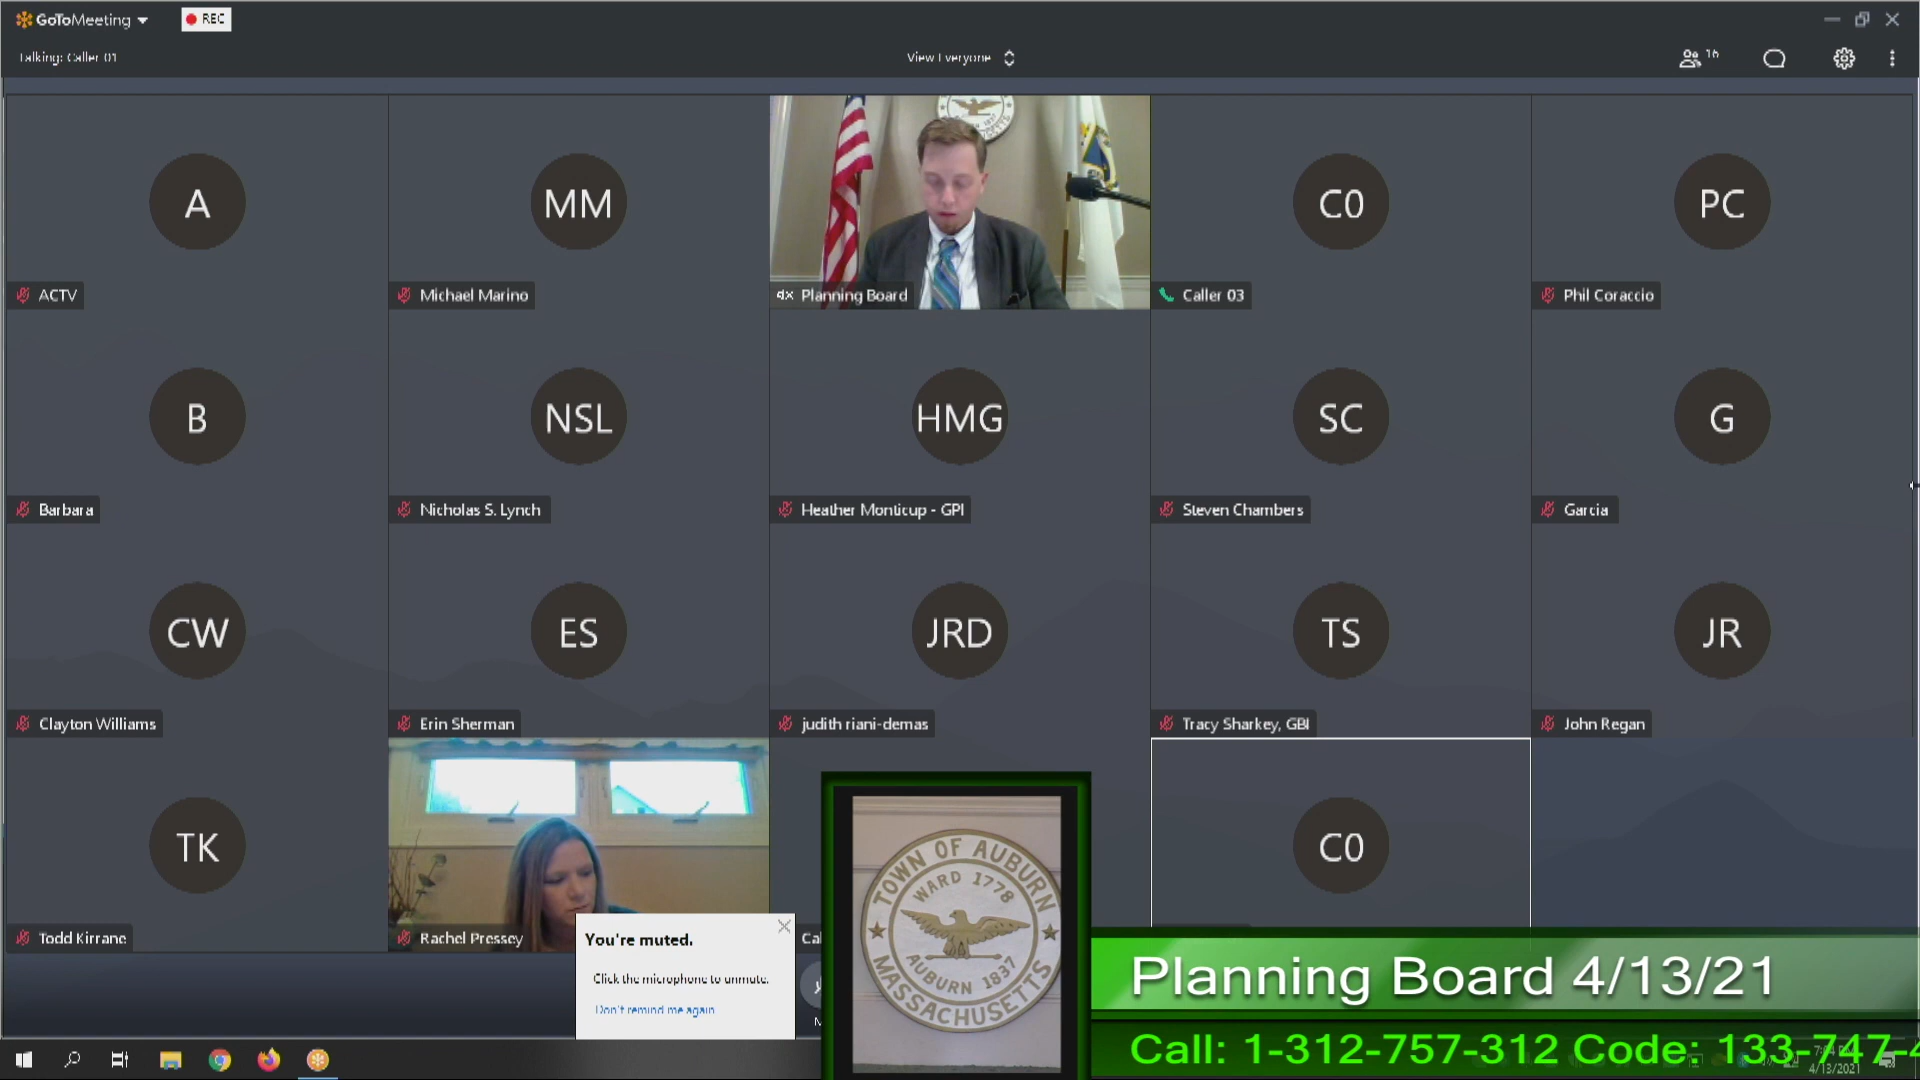 GoToMeeting
REC
Talking: Caller 01
View Everyone
16
A
ACTV
MM
Michael Marino
Planning Board
C0
Caller 03
PC
Phil Coraccio
B
Barbara
NSL
Nicholas S. Lynch
HMG
Heather Monticup - GPI
SC
Steven Chambers
G
Garcia
CW
Clayton Williams
ES
Erin Sherman
JRD
judith riani-demas
TS
Tracy Sharkey, GBI
JR
John Regan
TK
Todd Kirrane
Rachel Pressey
C0
You're muted.
Click the microphone to unmute.
Don't remind me again
TOWN OF AUBURN
WARD 1778
AUBURN 1837
MASSACHUSETTS
Planning Board 4/13/21
Call: 1-312-757-312 Code: 133-747-4
4/13/2021